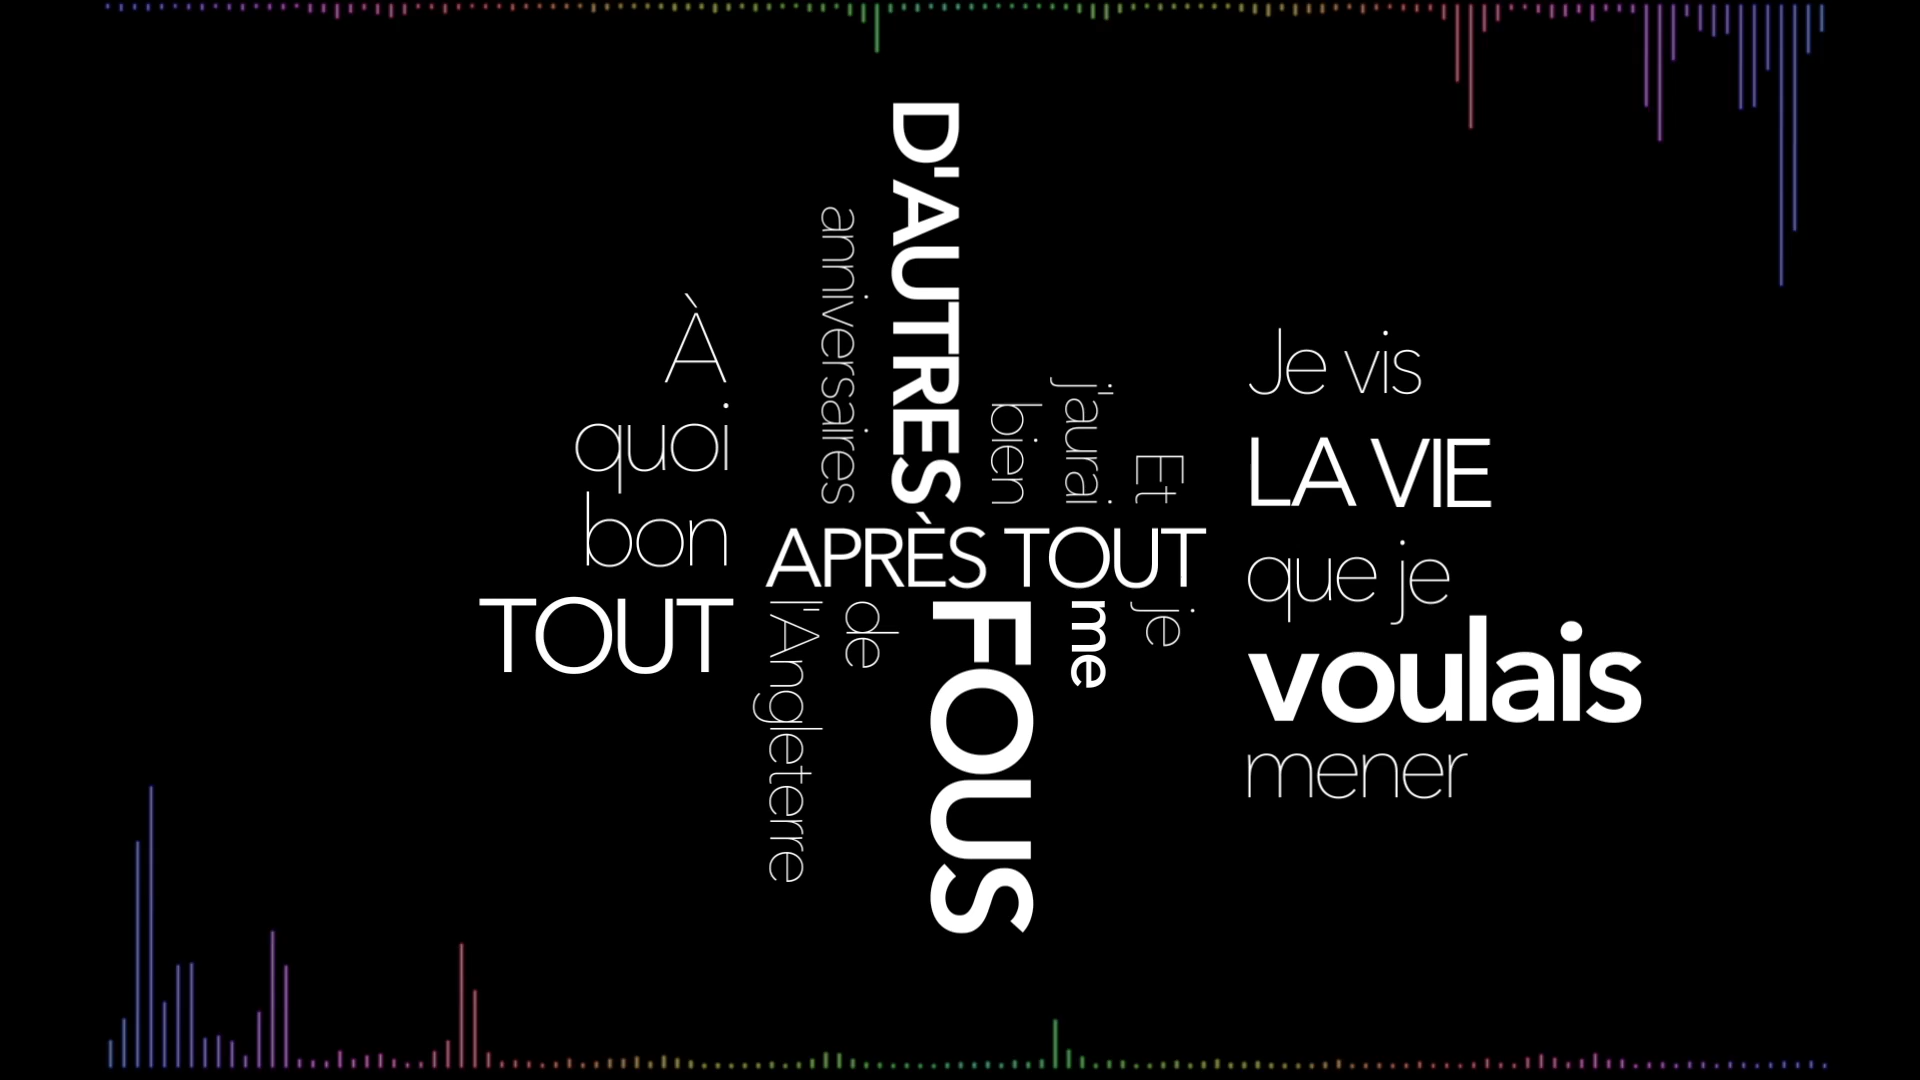 À
quoi
bon
TOUT
Et
j'aurai
bien
D'AUTRES
anniversaires
APRÈS TOUT
je
me
FOUS
de
l'Angleterre
Je vis
LA VIE
que je
voulais
mener